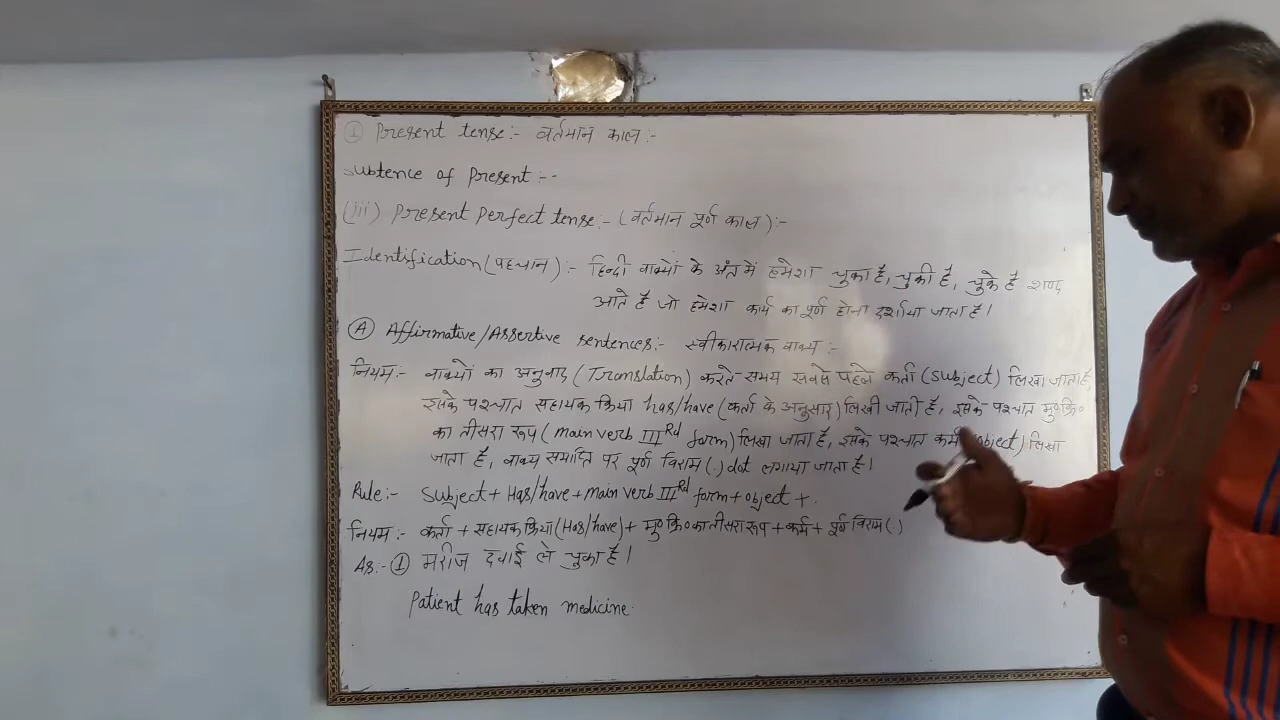 ① Present tense:- वर्तमान काल:-
Subtence of Present:--
(iii) Present Perfect tense:- (वर्तमान पूर्ण काल):-
Identification(पहचान):- हिन्दी वाक्यों के अंत में हमेशा चुका है, चुकी है, चुके है शब्द
आते है जो हमेशा कार्य का पूर्ण होना दर्शाया जाता है।
Ⓐ Affirmative/Assertive sentences:- स्वीकारात्मक वाक्य:-
नियम:- वाक्यों का अनुवाद (Translation) करते समय सबसे पहले कर्ता (subject) लिखा जाता है,
इसके पश्चात सहायक क्रिया has/have (कर्ता के अनुसार) लिखी जाती है, इसके पश्चात मु०क्रि०
का तीसरा रूप (main verb IIIRd form) लिखा जाता है, इसके पश्चात कर्म object) लिखा
जाता है, वाक्य समाप्ति पर पूर्ण विराम (.) dot लगाया जाता है।
Rule:- Subject + Has/have + main verb IIIRd form + object + .
नियम:- कर्ता + सहायक क्रिया (Has/have) + मु० क्रि० का तीसरा रूप + कर्म + पूर्ण विराम (.)
As:- ① मरीज दवाई ले चुका है।
Patient has taken medicine.